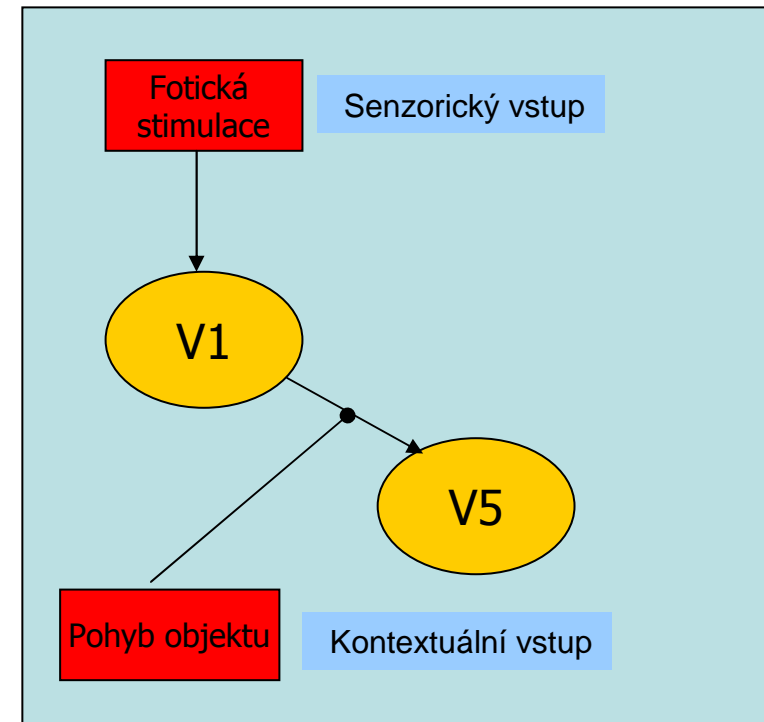 Fotická
stimulace
Senzorický vstup
V1
V5
Pohyb objektu
Kontextuální vstup